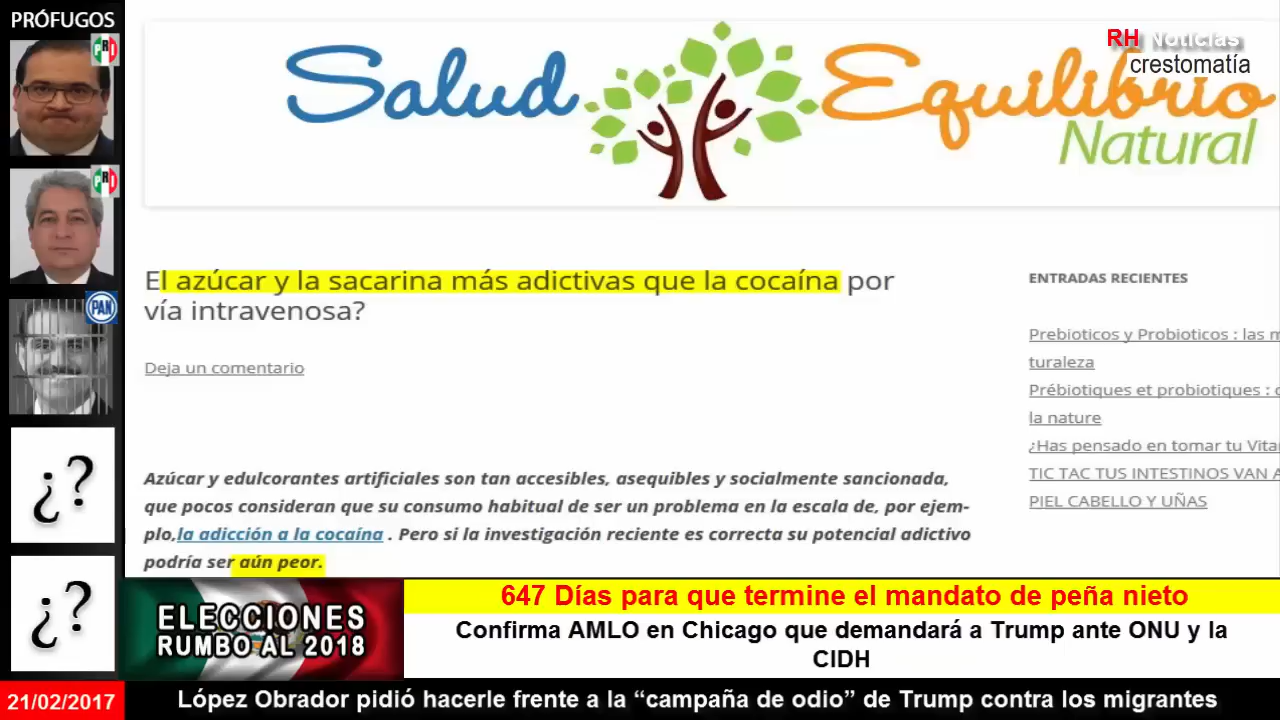 PRÓFUGOS
PRI
PRI
PAN
¿?
¿?
Salud Equilibrio
Natural
RH Noticias
crestomatía
El azúcar y la sacarina más adictivas que la cocaína por
vía intravenosa?
Deja un comentario
Azúcar y edulcorantes artificiales son tan accesibles, asequibles y socialmente sancionada,
que pocos consideran que su consumo habitual de ser un problema en la escala de, por ejem-
plo,la adicción a la cocaína . Pero si la investigación reciente es correcta su potencial adictivo
podría ser aún peor.
ENTRADAS RECIENTES
Prebioticos y Probioticos : las m
turaleza
Prébiotiques et probiotiques :
la nature
¿Has pensado en tomar tu Vita
TIC TAC TUS INTESTINOS VAN A
PIEL CABELLO Y UÑAS
ELECCIONES
RUMBO AL 2018
647 Días para que termine el mandato de peña nieto
Confirma AMLO en Chicago que demandará a Trump ante ONU y la
CIDH
21/02/2017
López Obrador pidió hacerle frente a la “campaña de odio” de Trump contra los migrantes